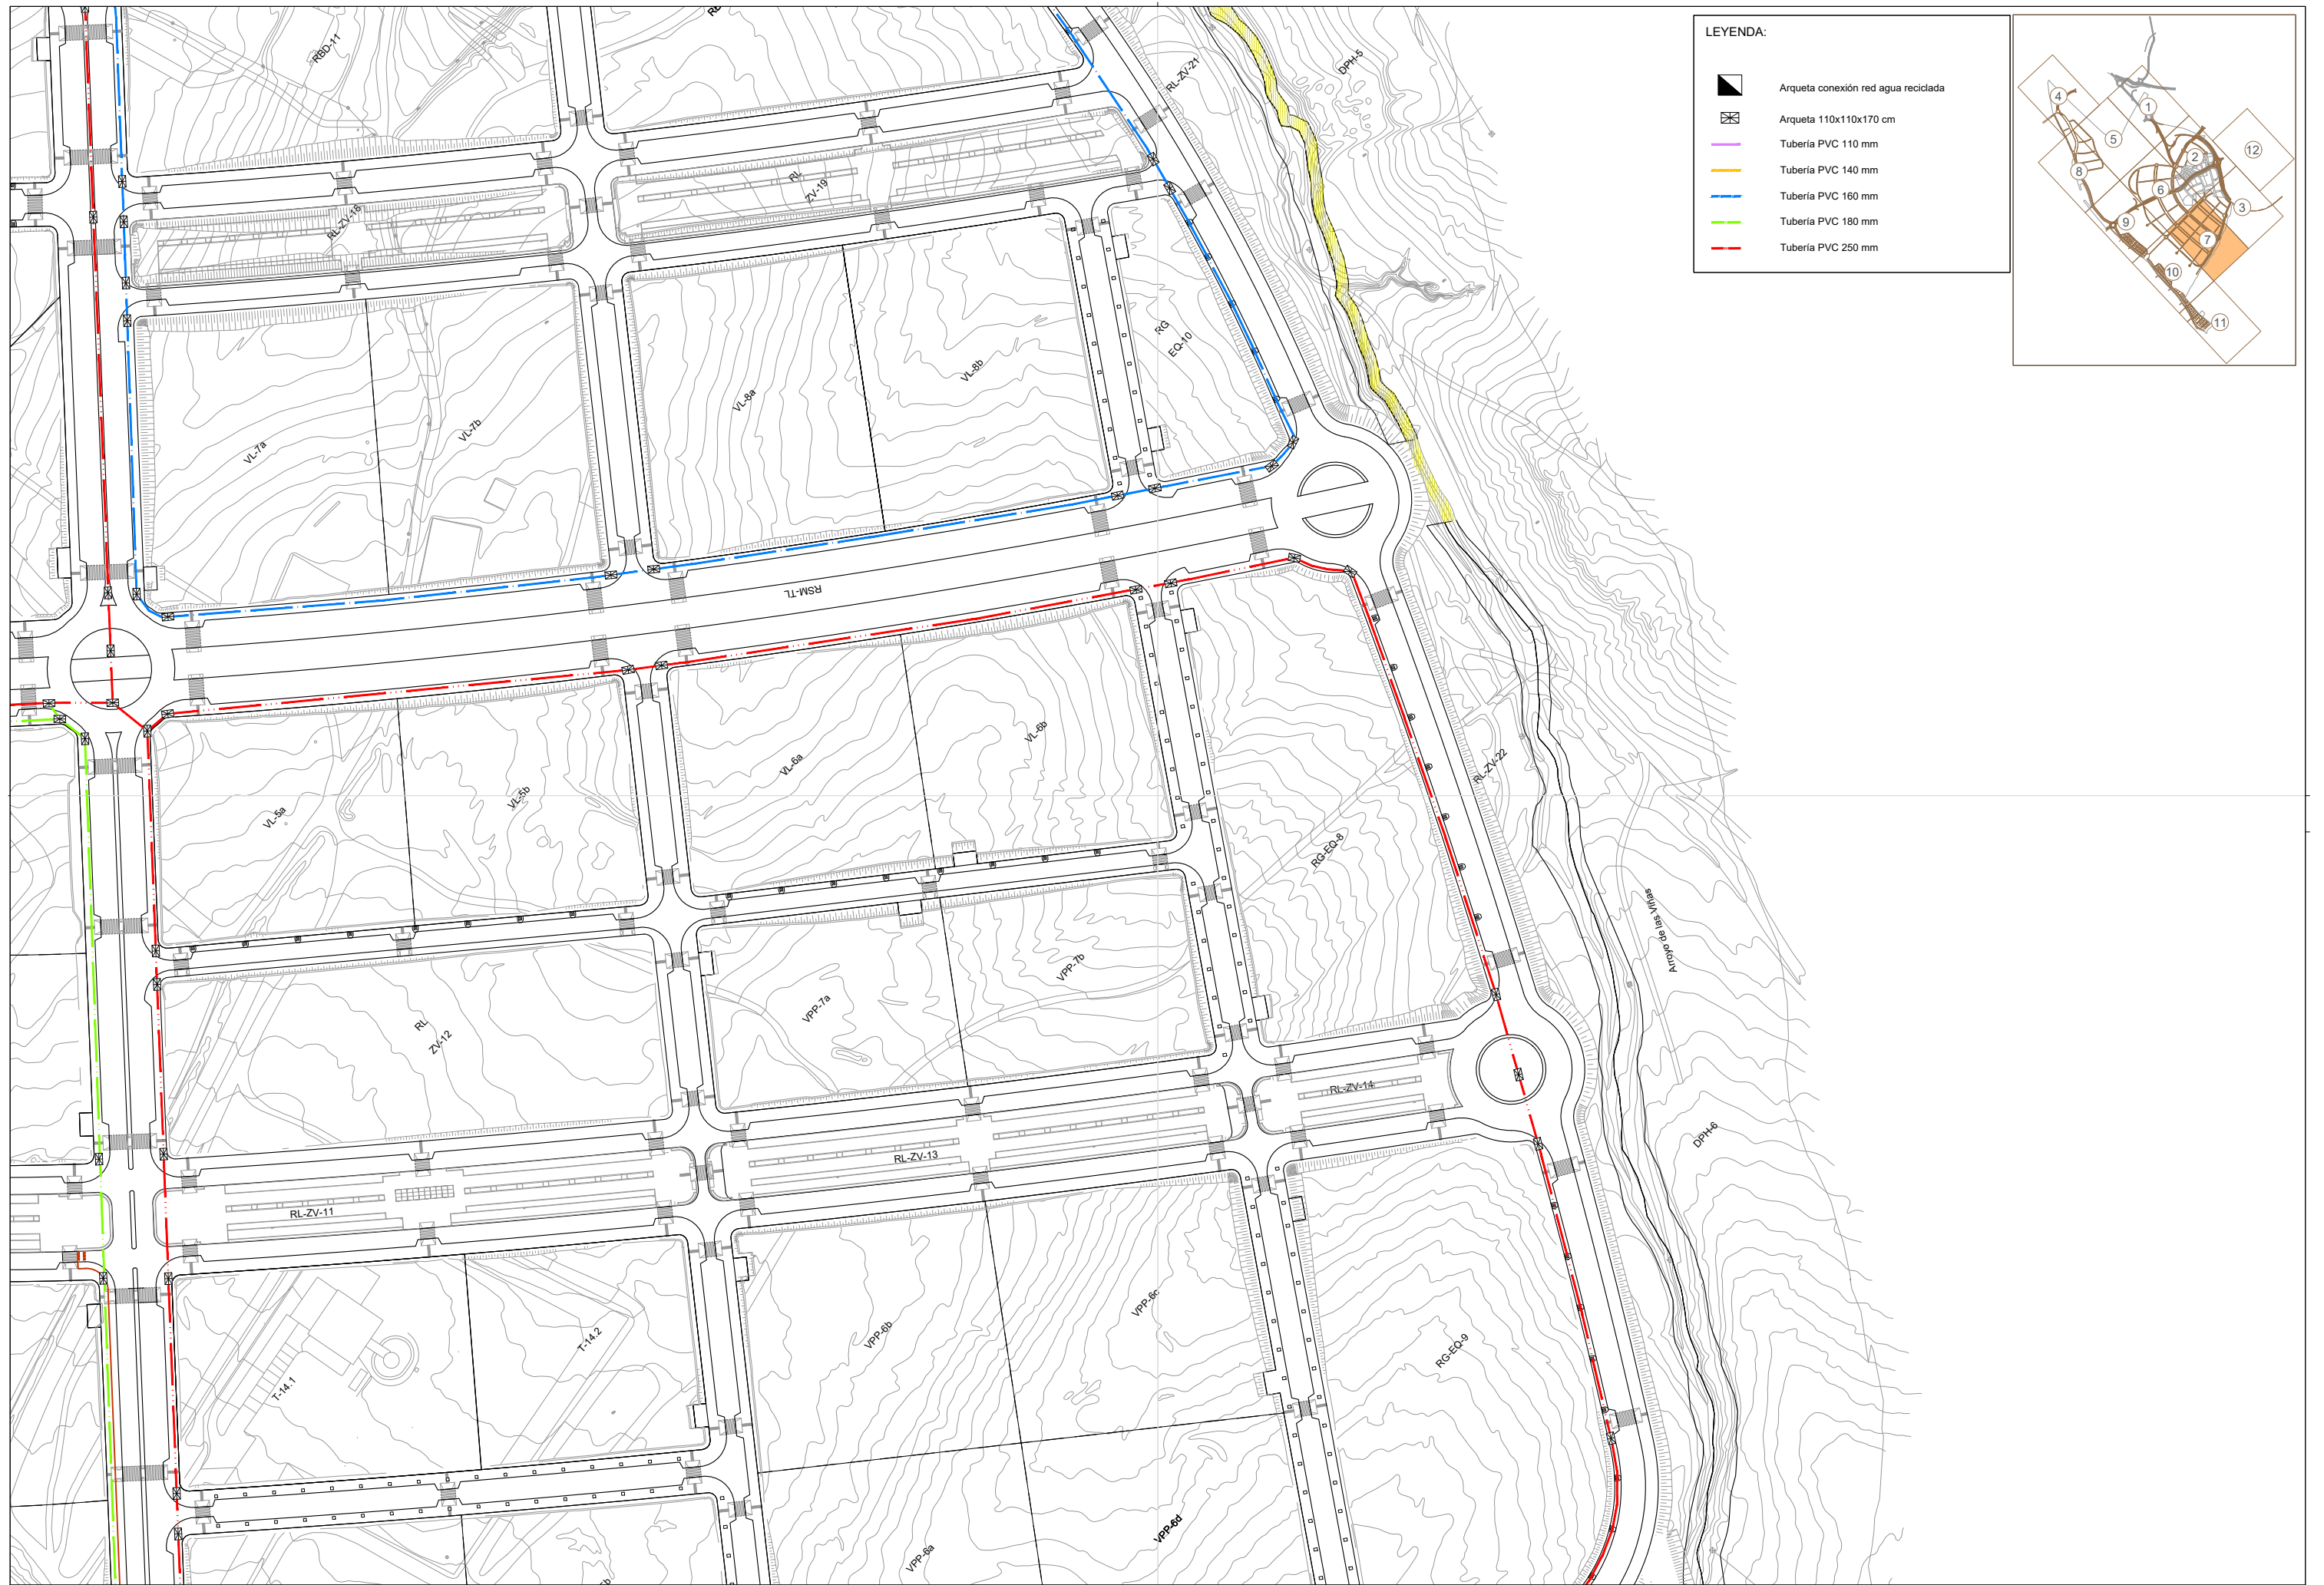 LEYENDA:
Arqueta conexión red agua reciclada
Arqueta 110x110x170 cm
Tubería PVC 110 mm
Tubería PVC 140 mm
Tubería PVC 160 mm
Tubería PVC 180 mm
Tubería PVC 250 mm
4
1
5
12
2
8
6
3
9
7
10
11
RBD-11
DPH-5
RL-ZV-21
RL
ZV-19
RL-ZV-18
RG
EQ-10
VL-8b
VL-8a
VL-7b
VL-7a
RSM-TL
VL-6b
VL-6a
RL-ZV-22
VL-5b
VL-5a
RG-EQ-8
Arroyo de las Viñas
VPP-7b
VPP-7a
RL
ZV-12
RL-ZV-14
DPH-6
RL-ZV-13
RL-ZV-11
VPP-6c
VPP-6b
T-14.2
RG-EQ-9
T-14.1
VPP-6d
VPP-6a